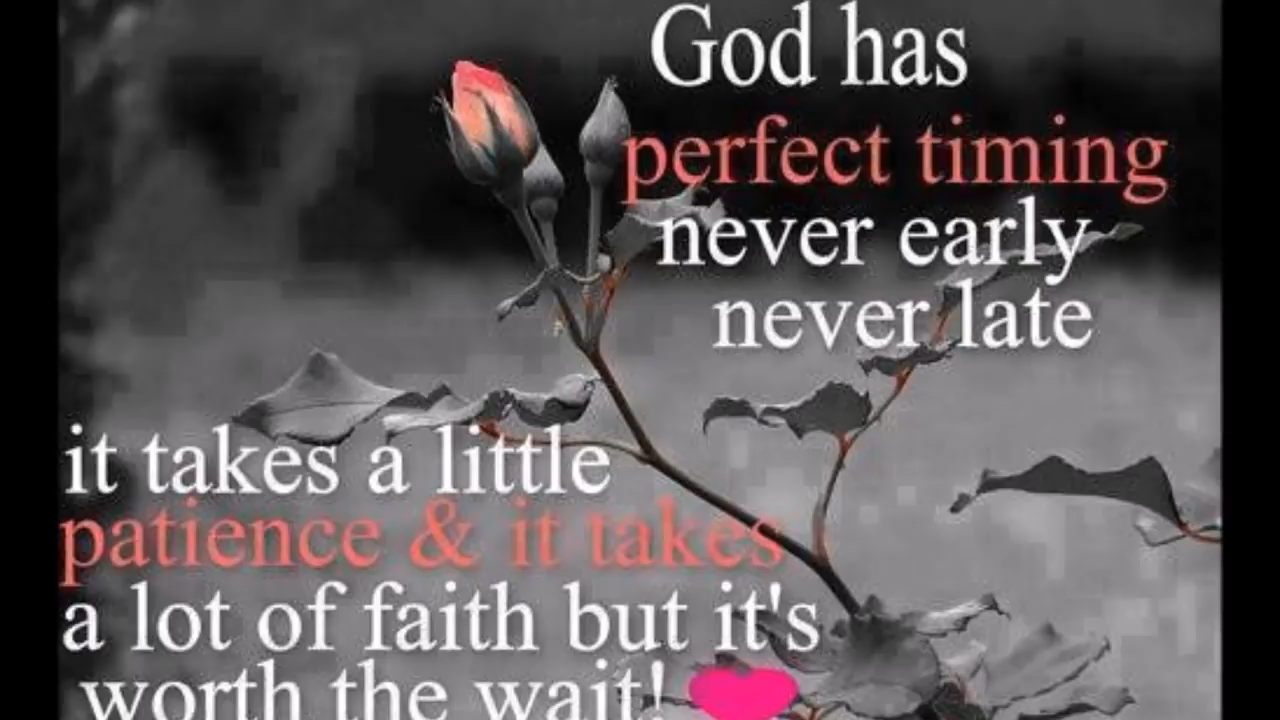 God has
perfect timing
never early
never late
it takes a little
patience & it takes
a lot of faith but it's
worth the wait!